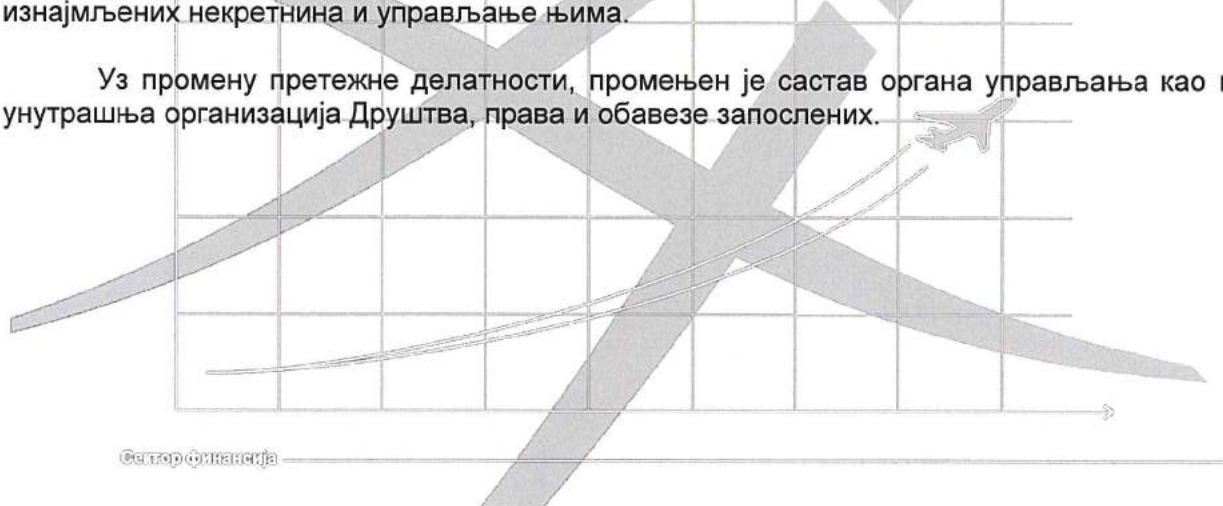 изнајмљених некретнина и управљање њима.
Уз промену претежне делатности, промењен је састав органа управљања као и
унутрашња организација Друштва, права и обавезе запослених.
Сектор финансија